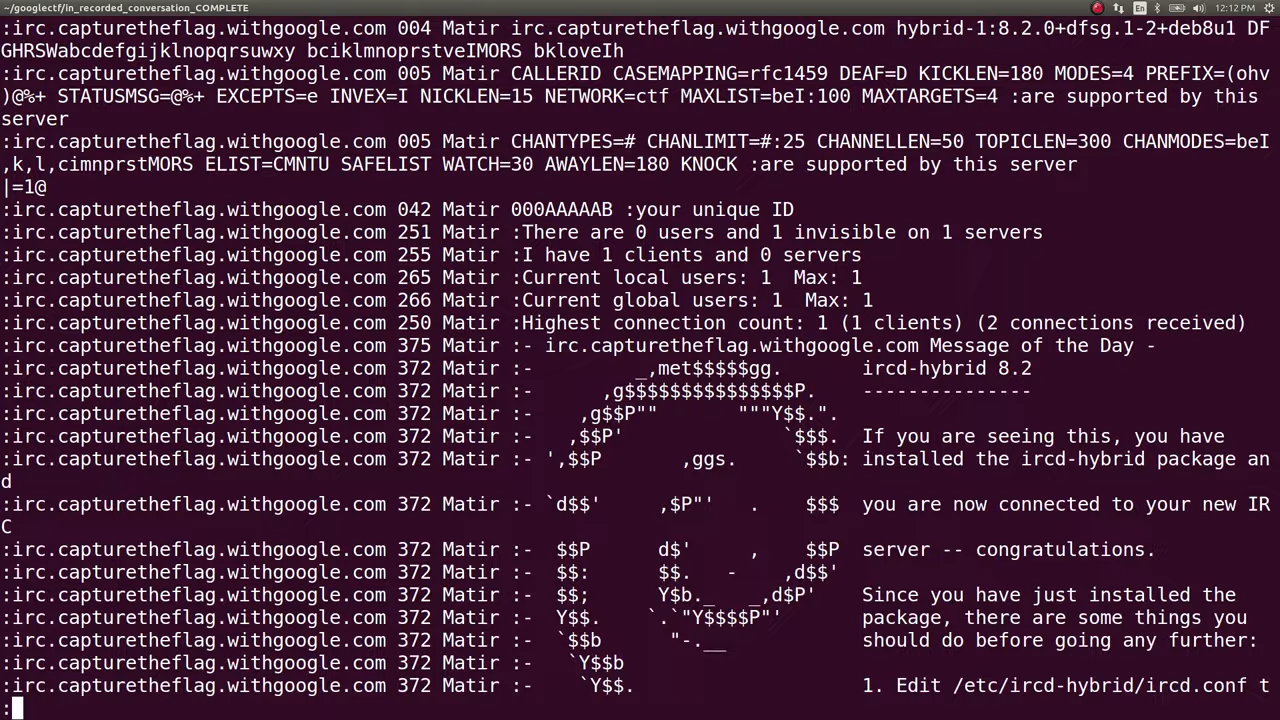 ~/googlectf/in_recorded_conversation_COMPLETE
En
12:12 PM
:irc.capturetheflag.withgoogle.com 004 Matir irc.capturetheflag.withgoogle.com hybrid-1:8.2.0+dfsg.1-2+deb8u1 DF
GHRSWabcdefgijklnopqrsuwxy bciklmnoprstveIMORS bkloveIh
:irc.capturetheflag.withgoogle.com 005 Matir CALLERID CASEMAPPING=rfc1459 DEAF=D KICKLEN=180 MODES=4 PREFIX=(ohv
)@%+ STATUSMSG=@%+ EXCEPTS=e INVEX=I NICKLEN=15 NETWORK=ctf MAXLIST=beI:100 MAXTARGETS=4 :are supported by this
server
:irc.capturetheflag.withgoogle.com 005 Matir CHANTYPES=# CHANLIMIT=#:25 CHANNELLEN=50 TOPICLEN=300 CHANMODES=beI
,k,l,cimnprstMORS ELIST=CMNTU SAFELIST WATCH=30 AWAYLEN=180 KNOCK :are supported by this server
|=1@
:irc.capturetheflag.withgoogle.com 042 Matir 000AAAAAB :your unique ID
:irc.capturetheflag.withgoogle.com 251 Matir :There are 0 users and 1 invisible on 1 servers
:irc.capturetheflag.withgoogle.com 255 Matir :I have 1 clients and 0 servers
:irc.capturetheflag.withgoogle.com 265 Matir :Current local users: 1  Max: 1
:irc.capturetheflag.withgoogle.com 266 Matir :Current global users: 1  Max: 1
:irc.capturetheflag.withgoogle.com 250 Matir :Highest connection count: 1 (1 clients) (2 connections received)
:irc.capturetheflag.withgoogle.com 375 Matir :- irc.capturetheflag.withgoogle.com Message of the Day -
:irc.capturetheflag.withgoogle.com 372 Matir :-         _,met$$$$$gg.       ircd-hybrid 8.2
:irc.capturetheflag.withgoogle.com 372 Matir :-      ,g$$$$$$$$$$$$$$$P.    ---------------
:irc.capturetheflag.withgoogle.com 372 Matir :-    ,g$$P""       """Y$$.".
:irc.capturetheflag.withgoogle.com 372 Matir :-   ,$$P'              `$$$.  If you are seeing this, you have
:irc.capturetheflag.withgoogle.com 372 Matir :- ',$$P       ,ggs.     `$$b: installed the ircd-hybrid package an
d
:irc.capturetheflag.withgoogle.com 372 Matir :- `d$$'     ,$P"'   .    $$$  you are now connected to your new IR
C
:irc.capturetheflag.withgoogle.com 372 Matir :-  $$P      d$'     ,    $$P  server -- congratulations.
:irc.capturetheflag.withgoogle.com 372 Matir :-  $$:      $$.   -    ,d$$'
:irc.capturetheflag.withgoogle.com 372 Matir :-  $$;      Y$b._   _,d$P'    Since you have just installed the
:irc.capturetheflag.withgoogle.com 372 Matir :-  Y$$.    `.`"Y$$$$P"'       package, there are some things you
:irc.capturetheflag.withgoogle.com 372 Matir :-  `$$b      "-.__            should do before going any further:
:irc.capturetheflag.withgoogle.com 372 Matir :-   `Y$$b
:irc.capturetheflag.withgoogle.com 372 Matir :-    `Y$$.                    1. Edit /etc/ircd-hybrid/ircd.conf t
: